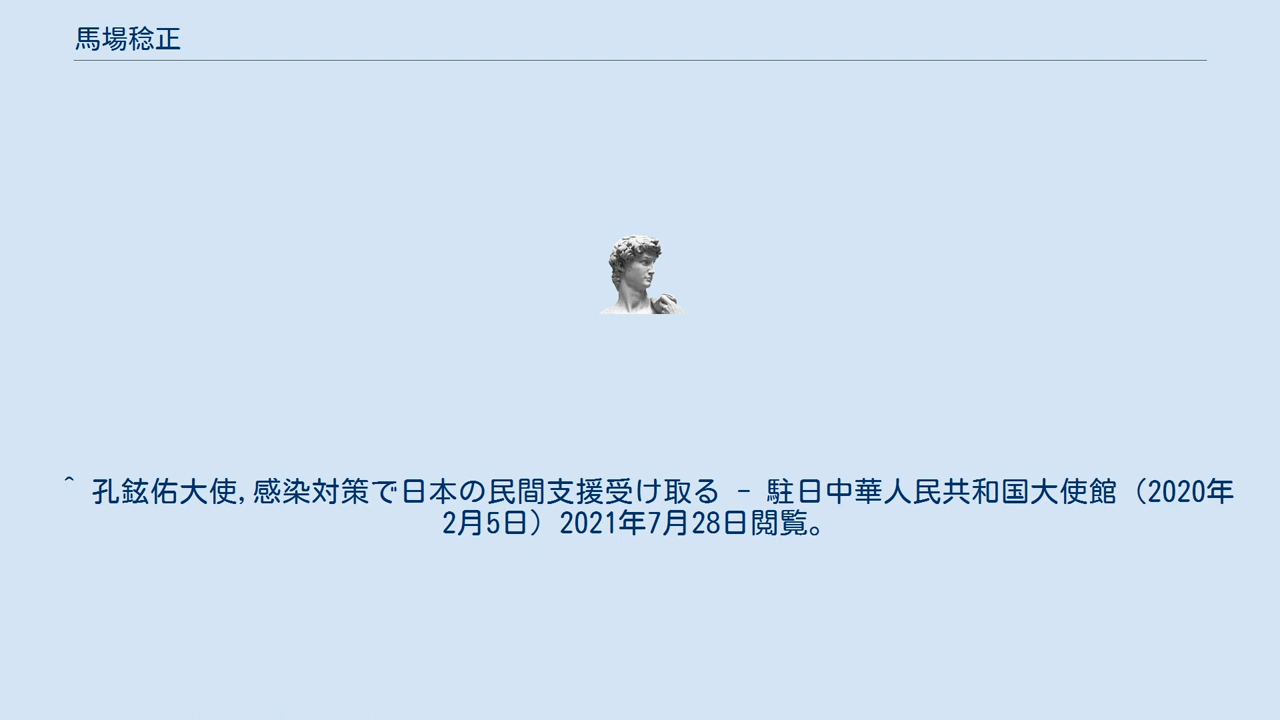 馬場稔正
^ 孔鉉佑大使,感染対策で日本の民間支援受け取る - 駐日中華人民共和国大使館（2020年
2月5日）2021年7月28日閲覧。